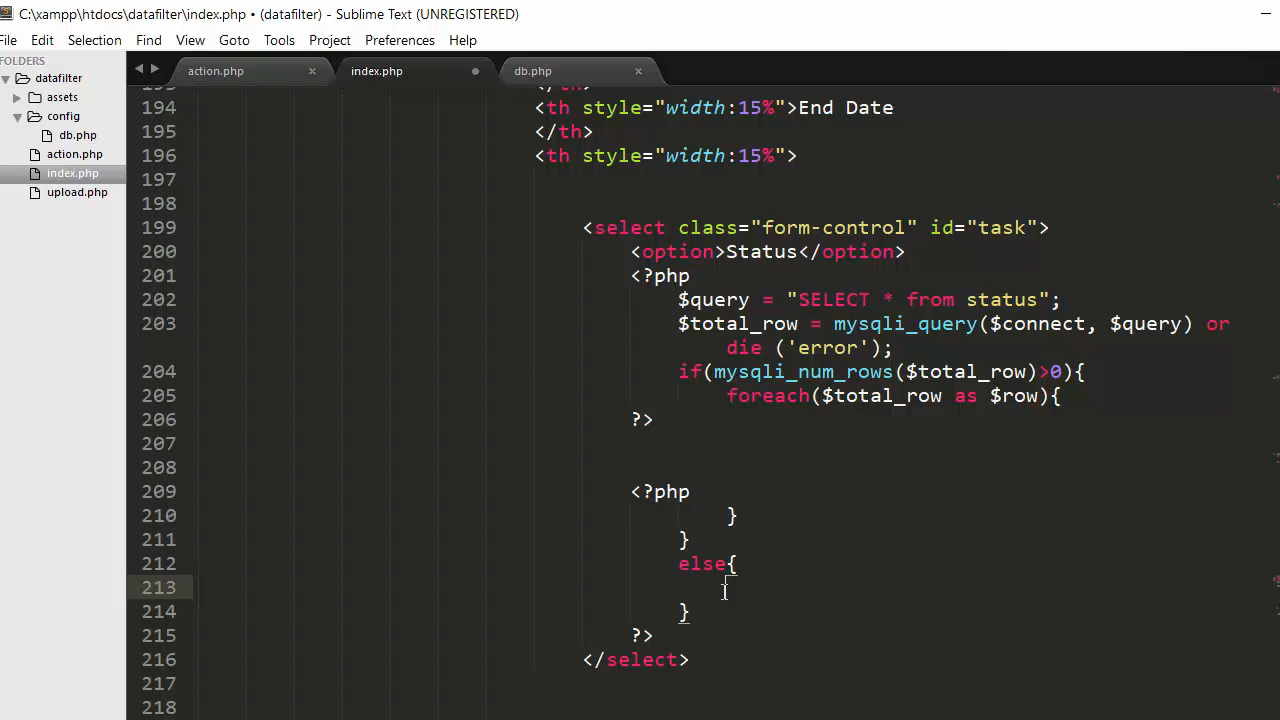 C:\xampp\htdocs\datafilter\index.php • (datafilter) - Sublime Text (UNREGISTERED)
File Edit Selection Find View Goto Tools Project Preferences Help
FOLDERS
datafilter
assets
config
db.php
action.php
index.php
upload.php
action.php × index.php db.php ×
193 </th>
194 <th style="width:15%">End Date
195 </th>
196 <th style="width:15%">
197
198
199 <select class="form-control" id="task">
200 <option>Status</option>
201 <?php
202 $query = "SELECT * from status";
203 $total_row = mysqli_query($connect, $query) or
die ('error');
204 if(mysqli_num_rows($total_row)>0){
205 foreach($total_row as $row){
206 ?>
207
208
209 <?php
210 }
211 }
212 else{
213
214 }
215 ?>
216 </select>
217
218